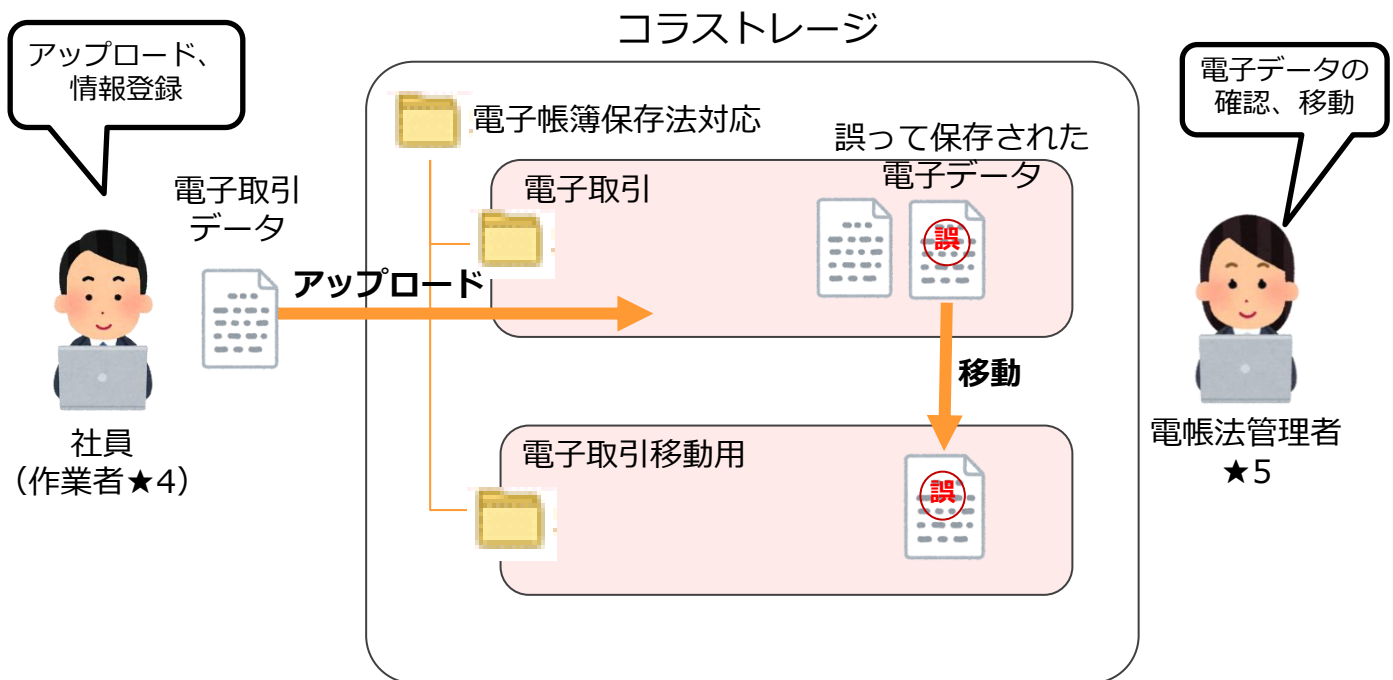 コラストレージ
アップロード、
情報登録
電子データの
確認、移動
電子帳簿保存法対応
誤って保存された
電子データ
電子取引
データ
電子取引
誤
アップロード
移動
社員
（作業者★4）
電子取引移動用
誤
電帳法管理者
★5